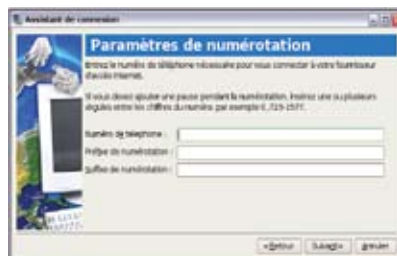 Assistant de connexion
Paramètres de numérotation
Entrez le numéro de téléphone nécessaire pour vous connecter à votre fournisseur
d'accès Internet.
Si vous devez ajouter une pause pendant la numérotation, insérez une ou plusieurs
virgules entre les chiffres du numéro, par exemple 0,,715-1577.
Numéro de téléphone :
Préfixe de numérotation :
Suffixe de numérotation :
Retour
Suivant
Annuler